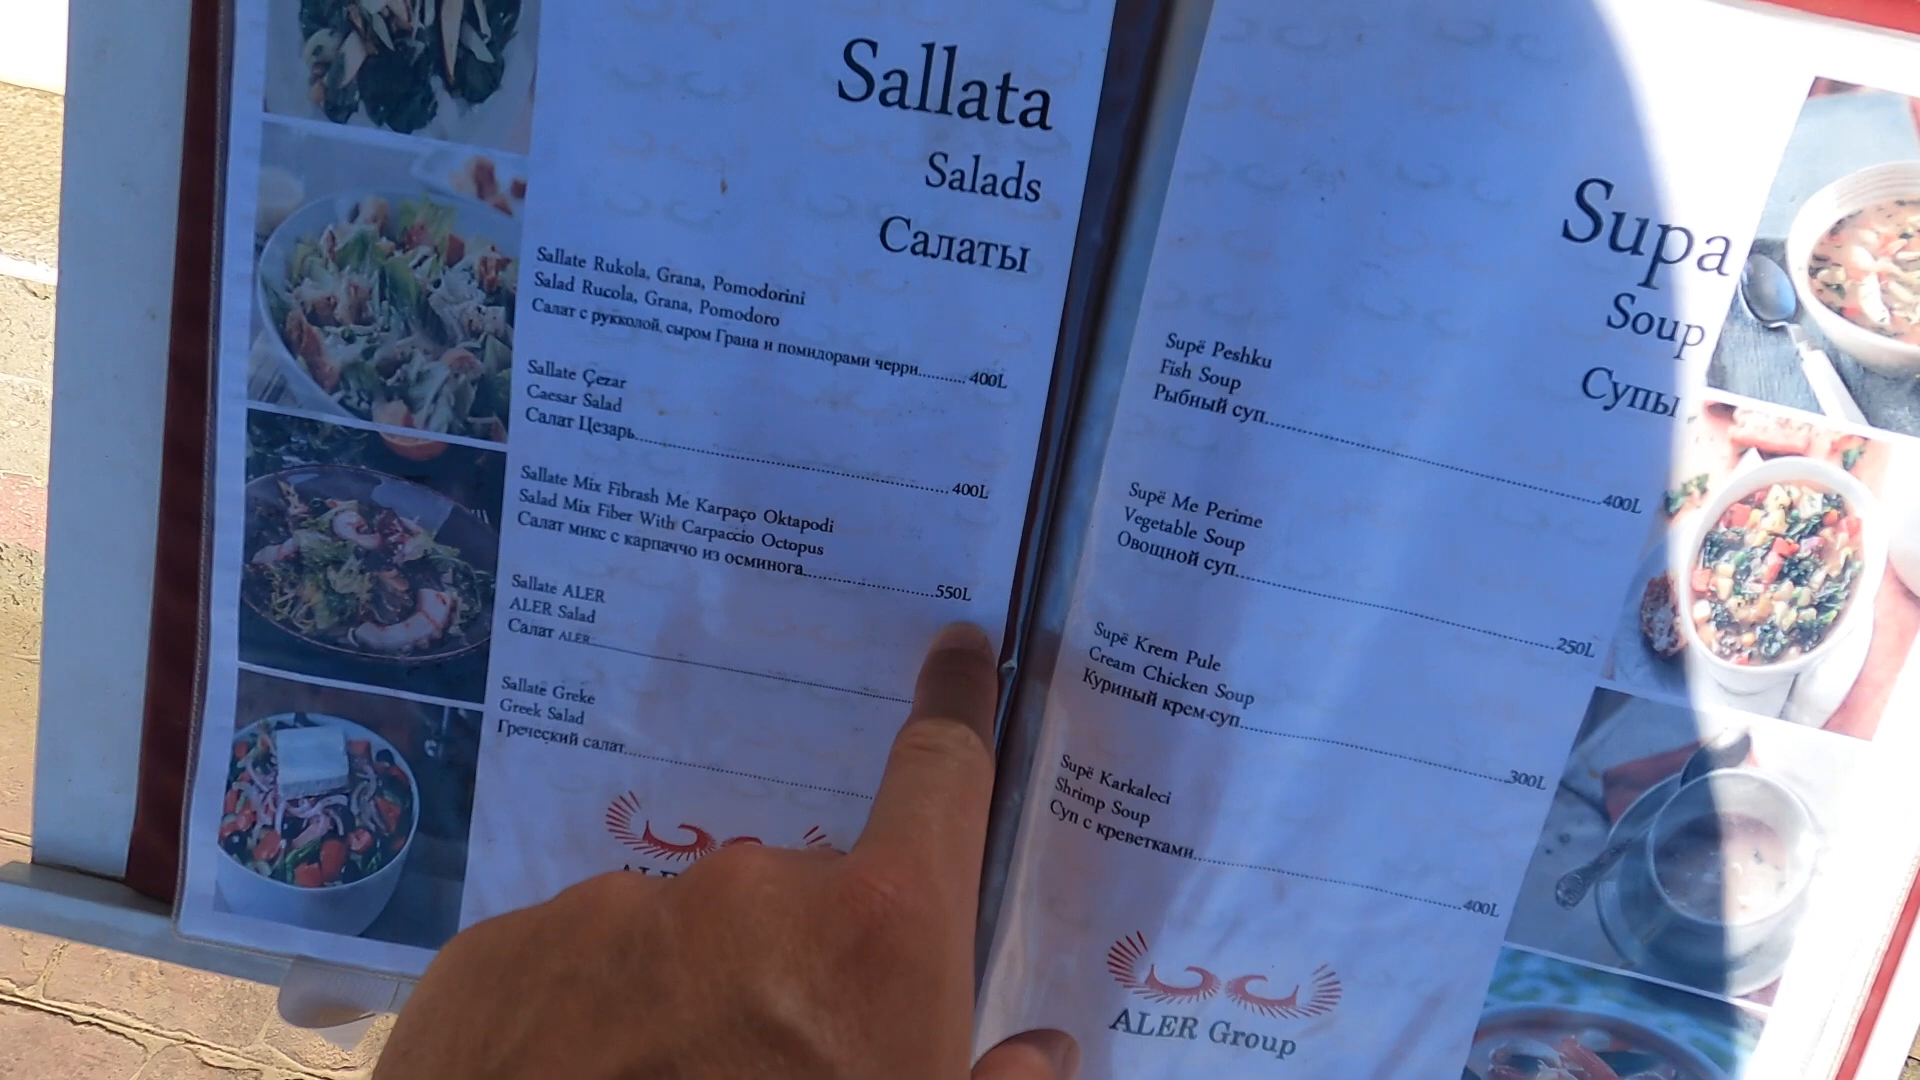 Sallata
Salads
Салаты
Sallate Rukola, Grana, Pomodorini
Salad Rucola, Grana, Pomodoro
Салат с рукколой, сыром Грана и помидорами черри.......... 400L
Sallate Çezar
Caesar Salad
Салат Цезарь.......... 400L
Sallate Mix Fibrash Me Karpaço Oktapodi
Salad Mix Fiber With Carpaccio Octopus
Салат микс с карпаччо из осминога.......... 550L
Sallate ALER
ALER Salad
Салат ALER
Sallatë Greke
Greek Salad
Греческий салат
Supa
Soup
Супы
Supë Peshku
Fish Soup
Рыбный суп.......... 400L
Supë Me Perime
Vegetable Soup
Овощной суп.......... 250L
Supë Krem Pule
Cream Chicken Soup
Куриный крем-суп.......... 300L
Supë Karkaleci
Shrimp Soup
Суп с креветками.......... 400L
ALER Group